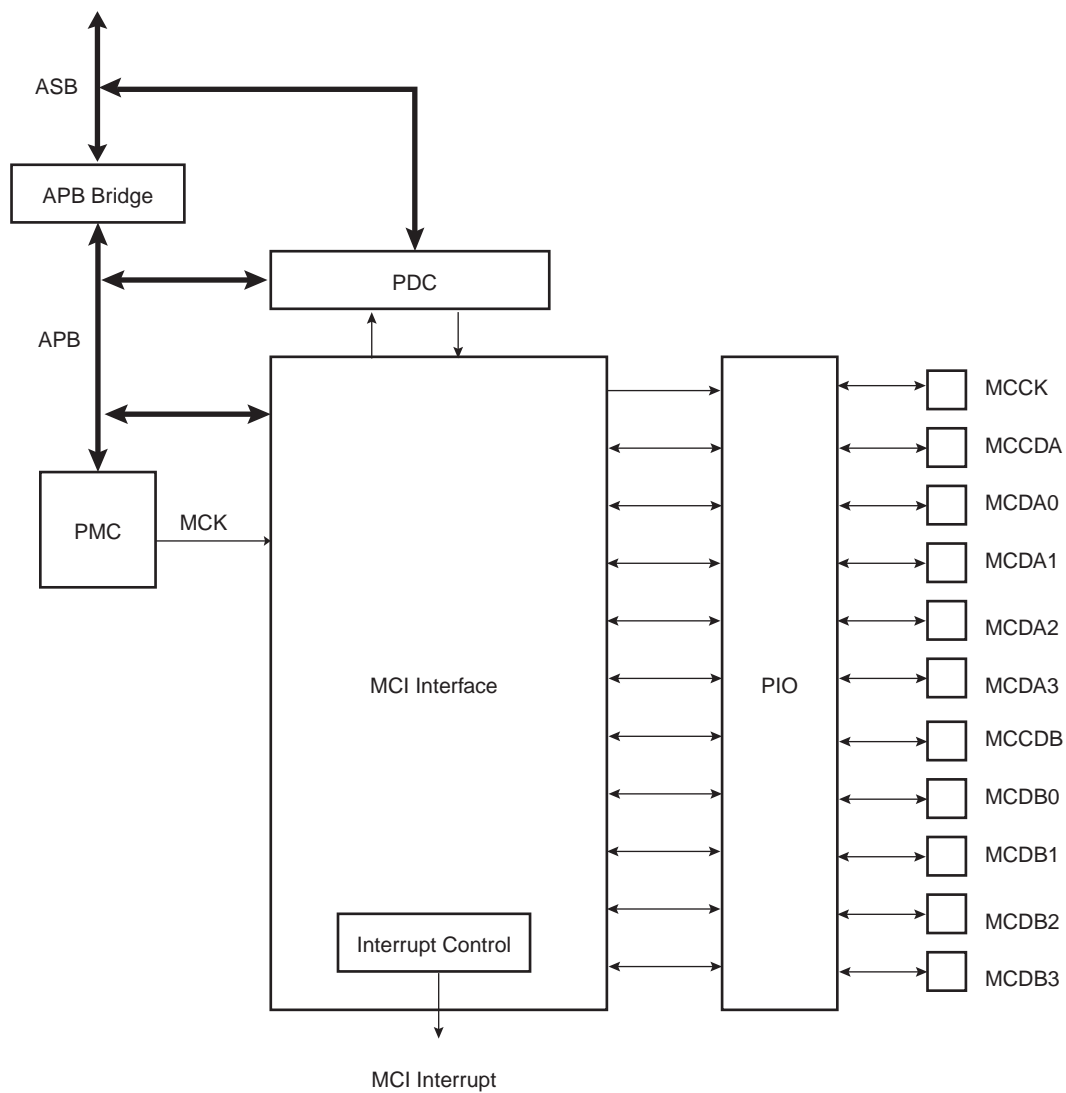 ASB
APB Bridge
PDC
APB
MCCK
MCCDA
MCDA0
PMC
MCK
MCDA1
MCDA2
MCI Interface
PIO
MCDA3
MCCDB
MCDB0
MCDB1
MCDB2
Interrupt Control
MCDB3
MCI Interrupt